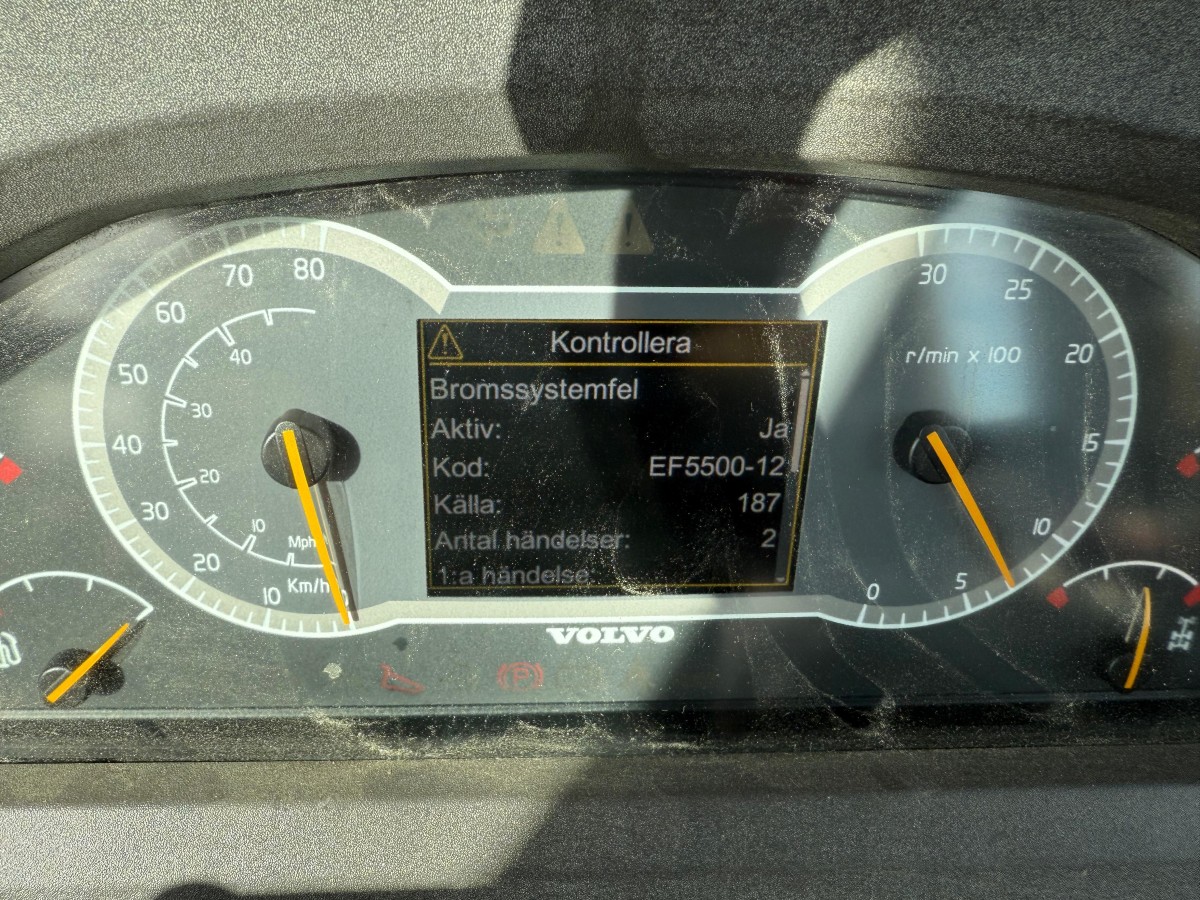 Kontrollera
Bromssystemfel
Aktiv: Ja
Kod: EF5500-12
Källa: 187
Antal händelser: 2
1:a händelse
80
70
60
50
40
30
20
10
Km/h
40
30
20
10
Mph
30
25
20
15
10
5
0
r/min x 100
VOLVO
P